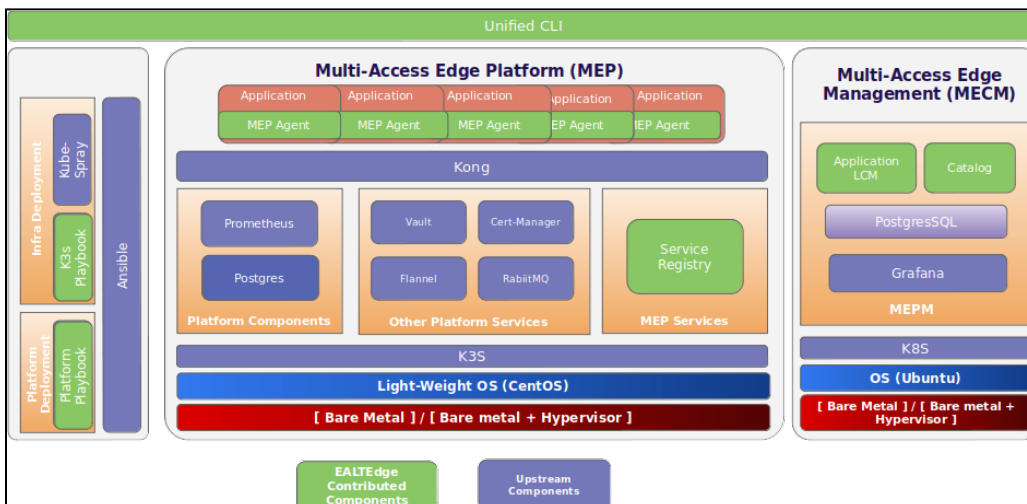 Unified CLI
Infra Deployment
Kube-
Spray
K3s
Playbook
Platform
Deployment
Platform
Playbook
Ansible
Multi-Access Edge Platform (MEP)
Application
Application
Application
Application
Application
MEP Agent
MEP Agent
MEP Agent
MEP Agent
MEP Agent
Kong
Prometheus
Postgres
Platform Components
Vault
Cert-Manager
Flannel
RabiitMQ
Other Platform Services
Service
Registry
MEP Services
K3S
Light-Weight OS (CentOS)
[ Bare Metal ] / [ Bare metal + Hypervisor ]
Multi-Access Edge
Management (MECM)
Application
LCM
Catalog
PostgresSQL
Grafana
MEPM
K8S
OS (Ubuntu)
[ Bare Metal ] / [ Bare metal +
Hypervisor ]
EALTEdge
Contributed
Components
Upstream
Components